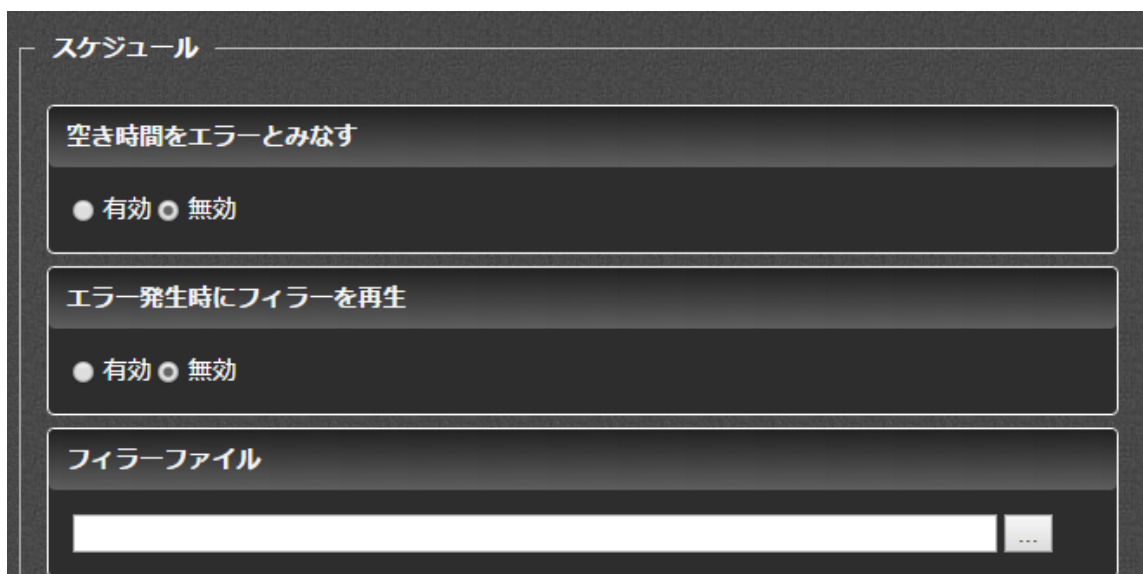 スケジュール
空き時間をエラーとみなす
有効 無効
エラー発生時にフィラーを再生
有効 無効
フィラーファイル
...